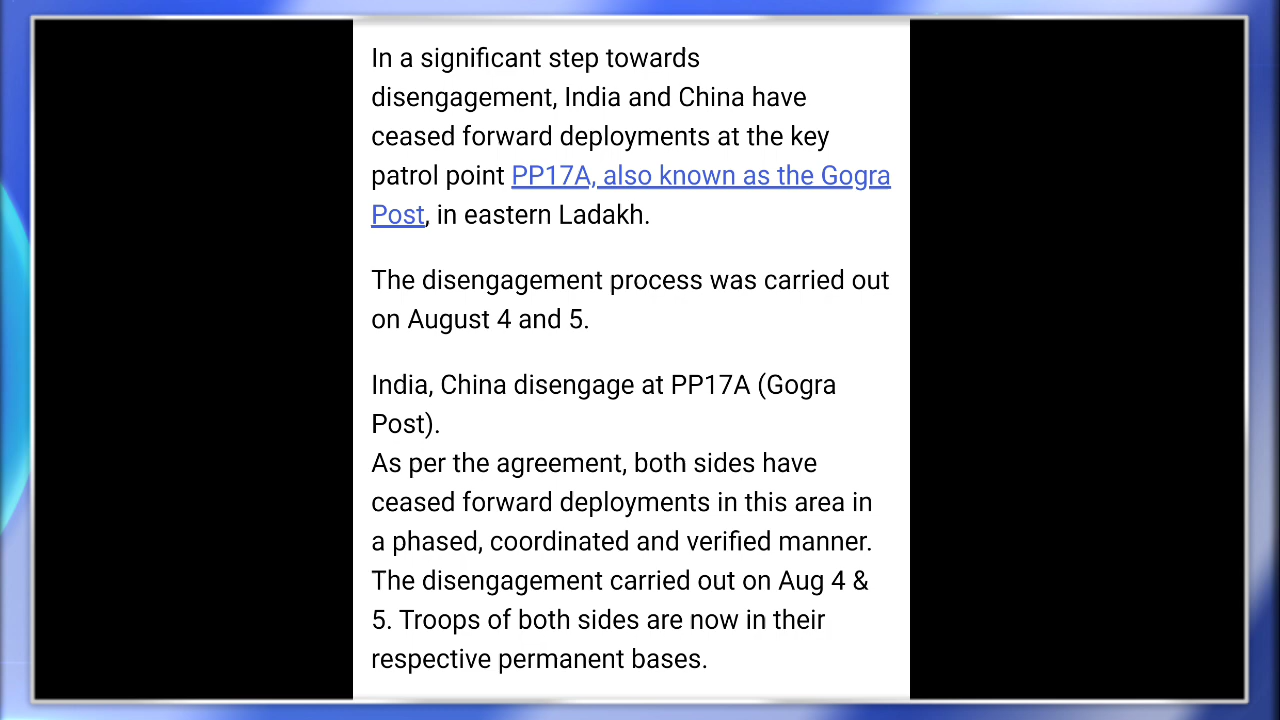 In a significant step towards
disengagement, India and China have
ceased forward deployments at the key
patrol point PP17A, also known as the Gogra
Post, in eastern Ladakh.
The disengagement process was carried out
on August 4 and 5.
India, China disengage at PP17A (Gogra
Post).
As per the agreement, both sides have
ceased forward deployments in this area in
a phased, coordinated and verified manner.
The disengagement carried out on Aug 4 &
5. Troops of both sides are now in their
respective permanent bases.